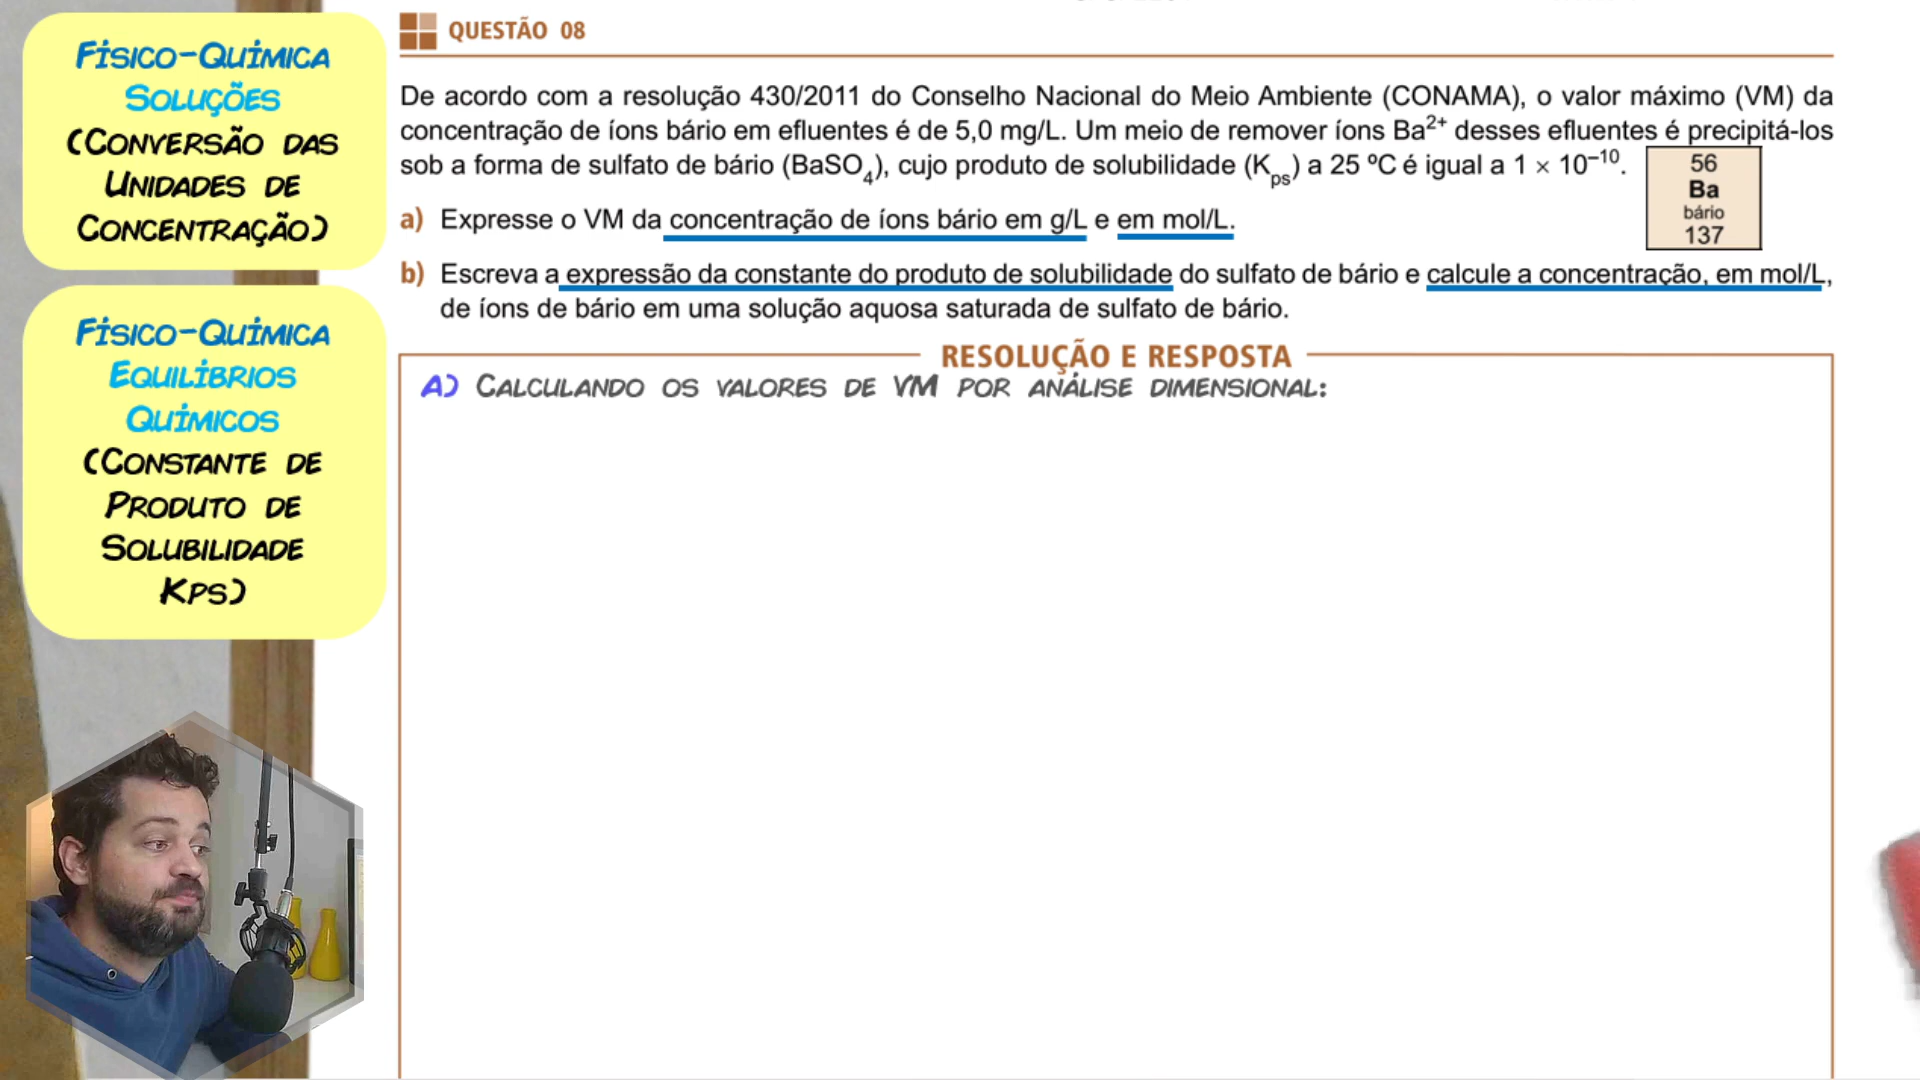 Físico-Química
Soluções
(Conversão das
Unidades de
Concentração)
Físico-Química
Equilíbrios
Químicos
(Constante de
Produto de
Solubilidade
Kps)
QUESTÃO 08
De acordo com a resolução 430/2011 do Conselho Nacional do Meio Ambiente (CONAMA), o valor máximo (VM) da
concentração de íons bário em efluentes é de 5,0 mg/L. Um meio de remover íons Ba²⁺ desses efluentes é precipitá-los
sob a forma de sulfato de bário (BaSO₄), cujo produto de solubilidade (Kps) a 25 ºC é igual a 1 × 10⁻¹⁰.
56
Ba
bário
137
a) Expresse o VM da concentração de íons bário em g/L e em mol/L.
b) Escreva a expressão da constante do produto de solubilidade do sulfato de bário e calcule a concentração, em mol/L,
de íons de bário em uma solução aquosa saturada de sulfato de bário.
RESOLUÇÃO E RESPOSTA
A) Calculando os valores de VM por análise dimensional: